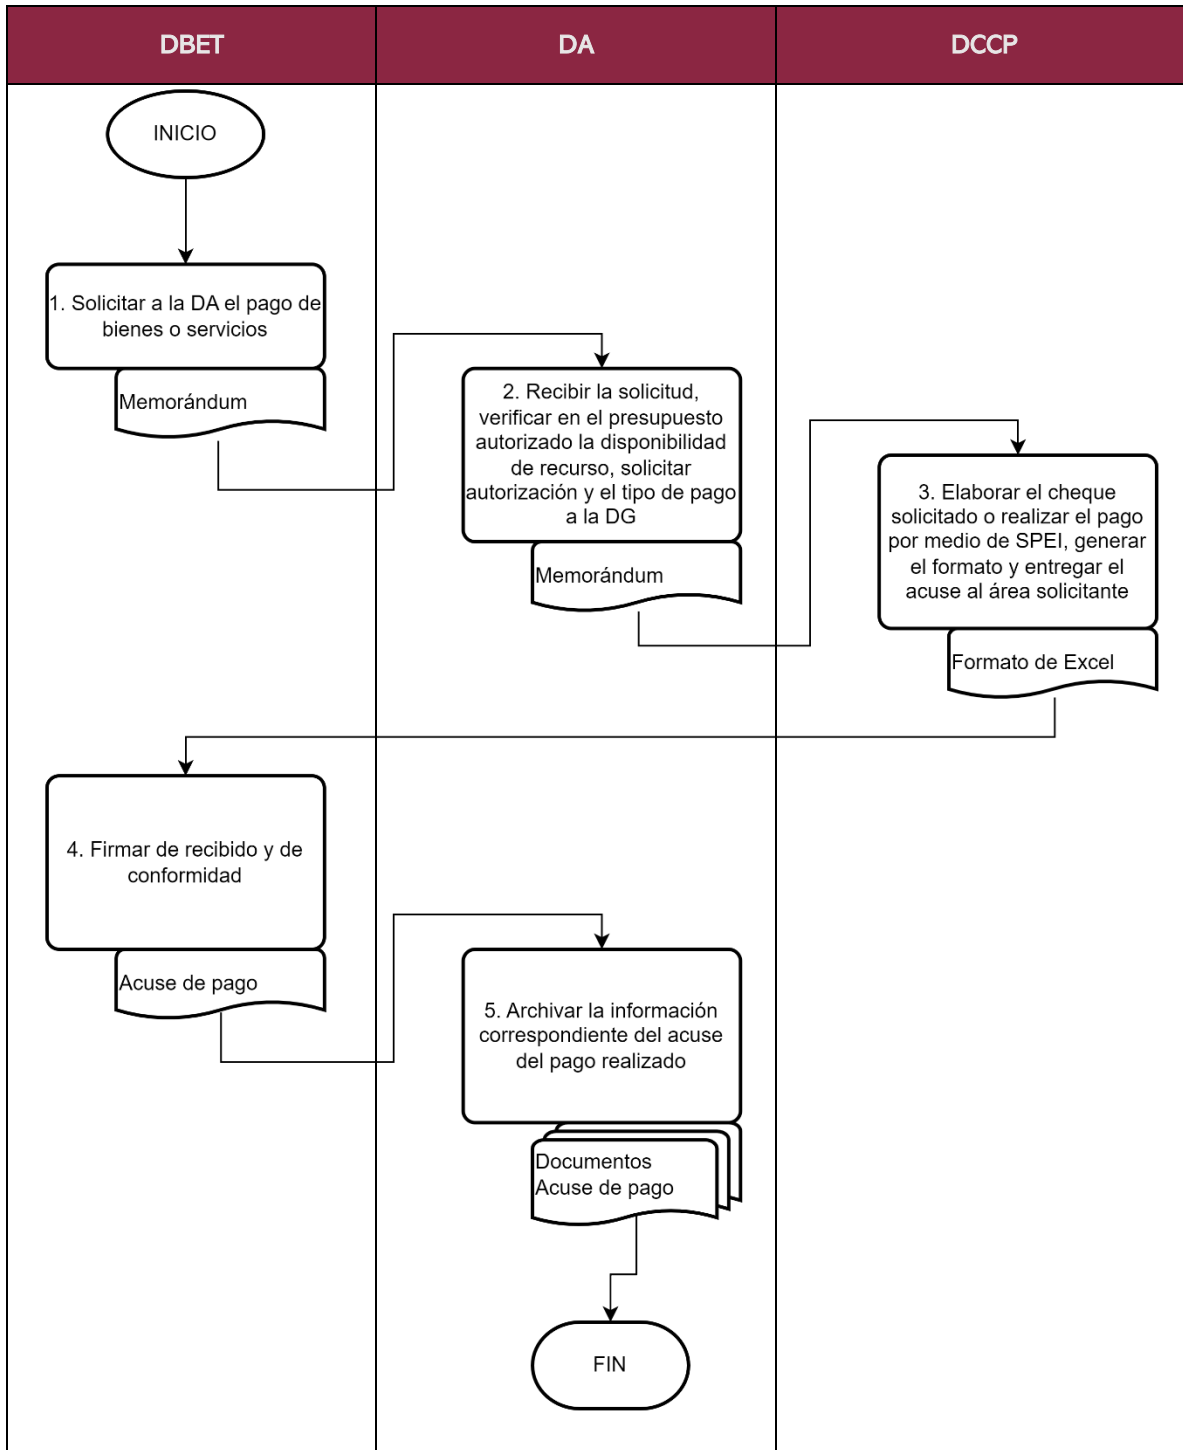 DBET
DA
DCCP
INICIO
1. Solicitar a la DA el pago de
bienes o servicios
Memorándum
2. Recibir la solicitud,
verificar en el presupuesto
autorizado la disponibilidad
de recurso, solicitar
autorización y el tipo de pago
a la DG
Memorándum
3. Elaborar el cheque
solicitado o realizar el pago
por medio de SPEI, generar
el formato y entregar el
acuse al área solicitante
Formato de Excel
4. Firmar de recibido y de
conformidad
Acuse de pago
5. Archivar la información
correspondiente del acuse
del pago realizado
Documentos
Acuse de pago
FIN